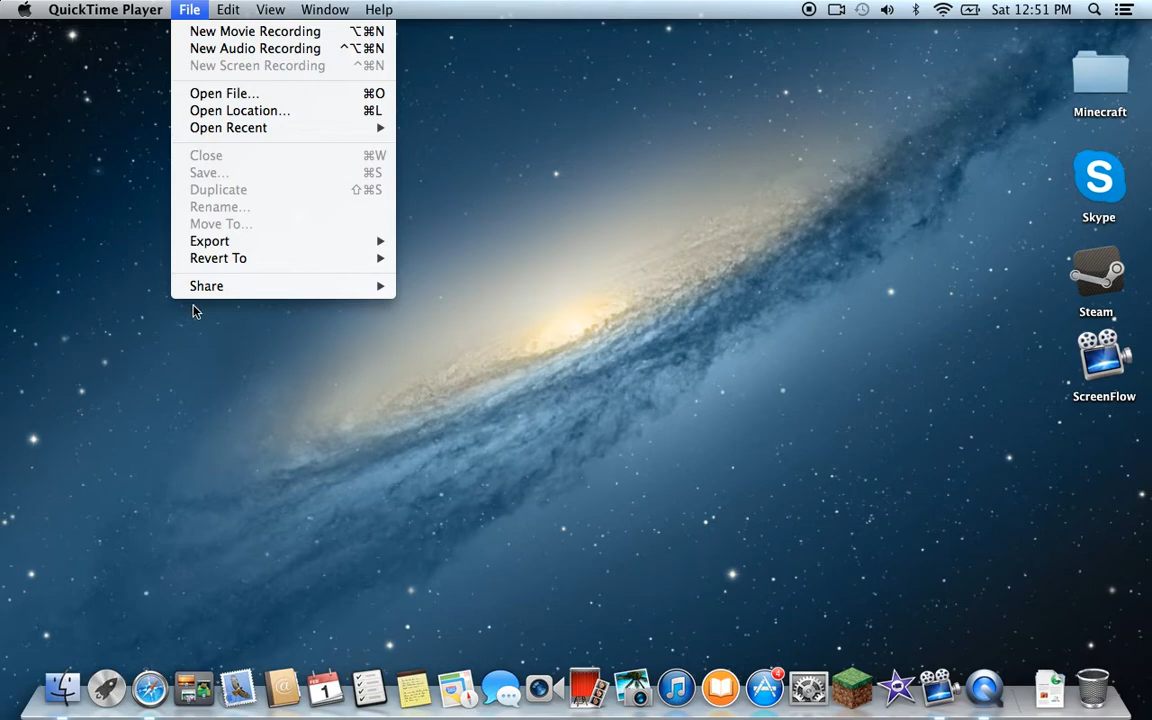 QuickTime Player File Edit View Window Help Sat 12:51 PM
New Movie Recording ⌥⌘N
New Audio Recording ^⌥⌘N
New Screen Recording ^⌘N
Open File... ⌘O
Open Location... ⌘L
Open Recent
Close ⌘W
Save... ⌘S
Duplicate ⇧⌘S
Rename...
Move To...
Export
Revert To
Share
Minecraft
Skype
Steam
ScreenFlow
1
4